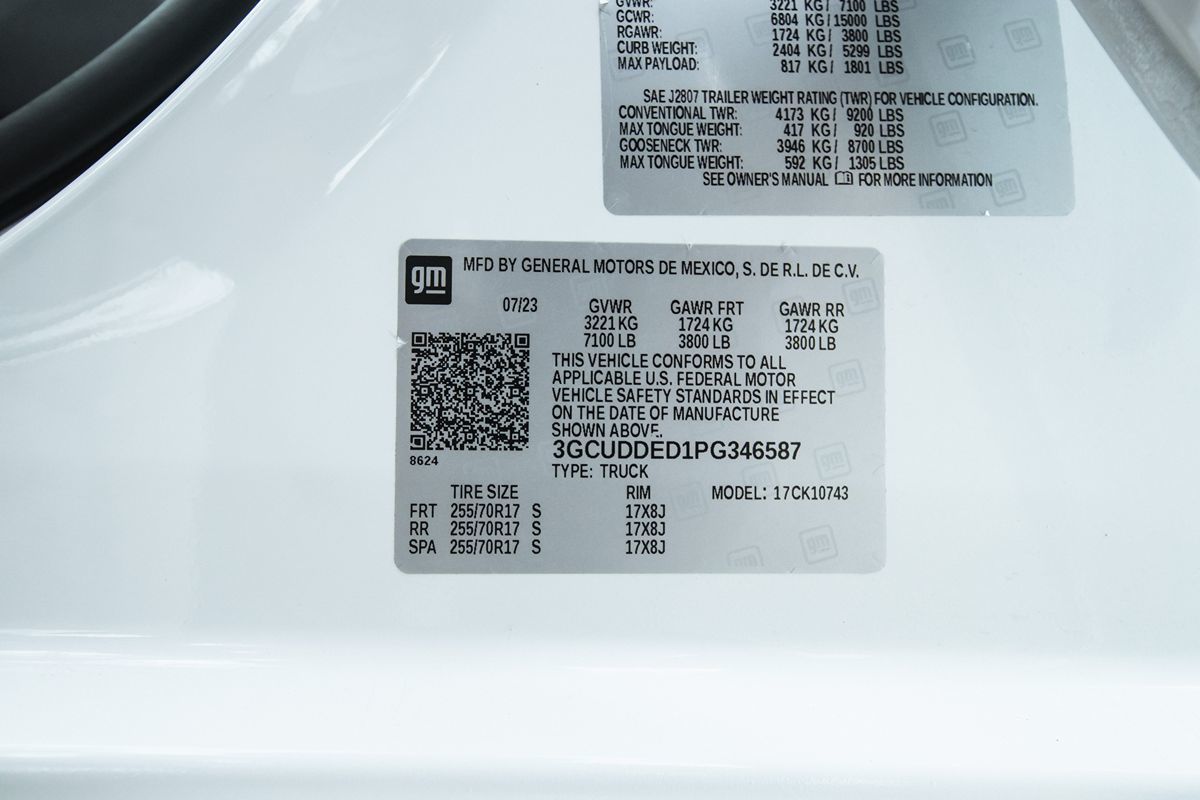 GVWR: 3221 KG/ 7100 LBS
GCWR: 6804 KG/ 15000 LBS
RGAWR: 1724 KG/ 3800 LBS
CURB WEIGHT: 2404 KG/ 5299 LBS
MAX PAYLOAD: 817 KG/ 1801 LBS
SAE J2807 TRAILER WEIGHT RATING (TWR) FOR VEHICLE CONFIGURATION.
CONVENTIONAL TWR: 4173 KG/ 9200 LBS
MAX TONGUE WEIGHT: 417 KG/ 920 LBS
GOOSENECK TWR: 3946 KG/ 8700 LBS
MAX TONGUE WEIGHT: 592 KG/ 1305 LBS
SEE OWNER'S MANUAL FOR MORE INFORMATION
gm MFD BY GENERAL MOTORS DE MEXICO, S. DE R.L. DE C.V.
07/23 GVWR GAWR FRT GAWR RR
3221 KG 1724 KG 1724 KG
7100 LB 3800 LB 3800 LB
THIS VEHICLE CONFORMS TO ALL
APPLICABLE U.S. FEDERAL MOTOR
VEHICLE SAFETY STANDARDS IN EFFECT
ON THE DATE OF MANUFACTURE
SHOWN ABOVE.
3GCUDDED1PG346587
8624
TYPE: TRUCK
TIRE SIZE RIM MODEL: 17CK10743
FRT 255/70R17 S 17X8J
RR 255/70R17 S 17X8J
SPA 255/70R17 S 17X8J